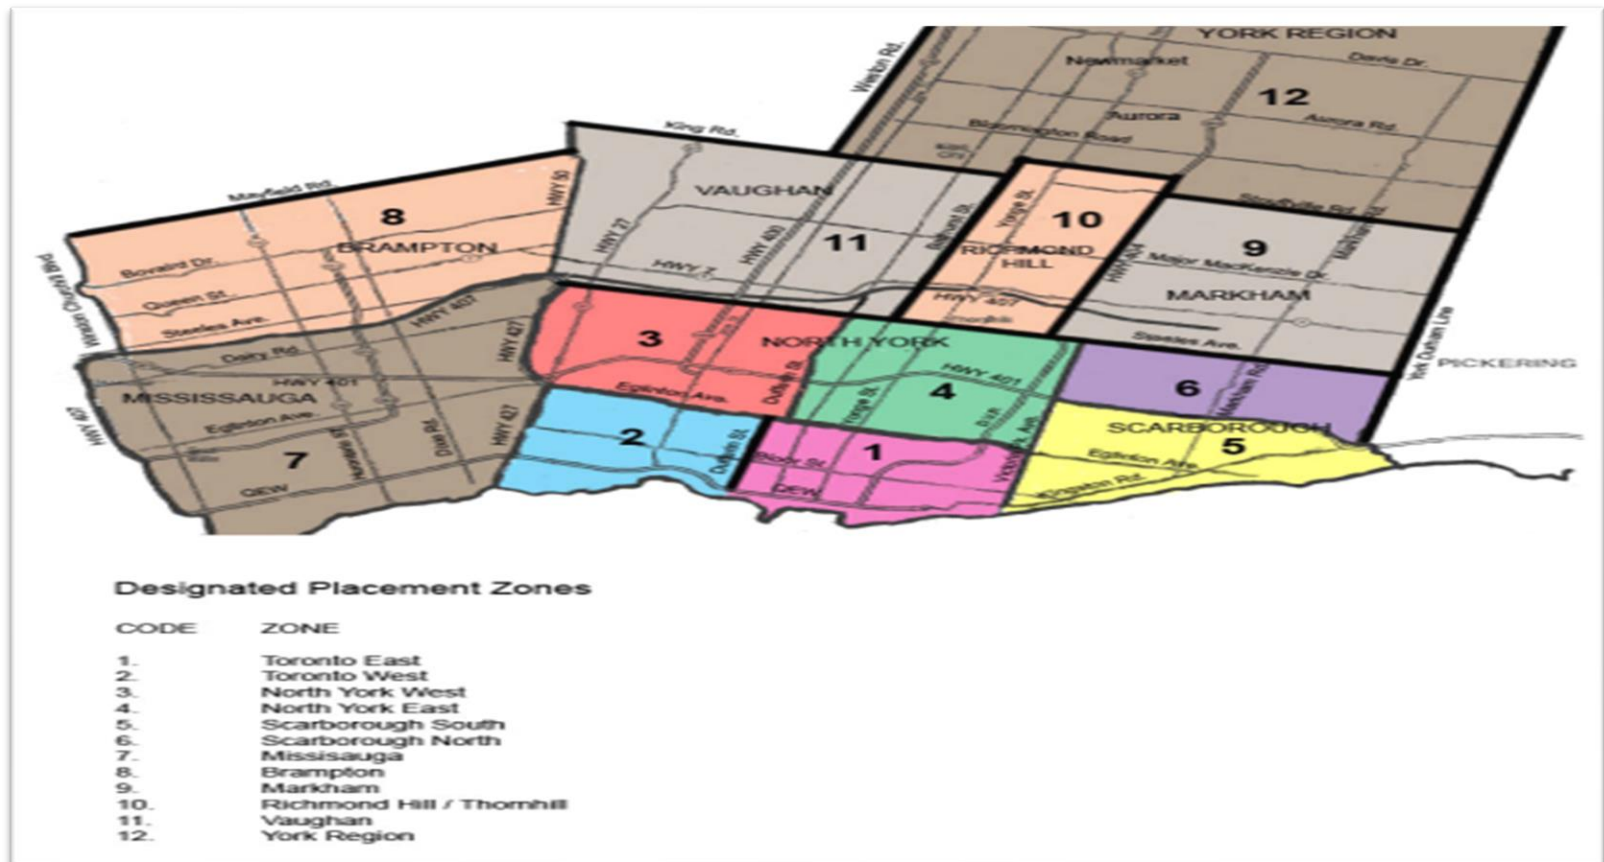 YORK REGION
Davis Dr.
Weston Rd.
Newmarket
12
Aurora
Aurora Rd.
Bloomington Road
King Rd.
Mayfield Rd.
HWY 50
VAUGHAN
8
BRAMPTON
HWY 27
HWY 400
11
Bathurst St.
Yonge St.
10
RICHMOND
HILL
Stouffville Rd.
9
HWY 404
Major MacKenzie Dr.
Markham Rd
MARKHAM
Bovaird Dr.
Queen St.
Steeles Ave.
Winston Churchill Blvd
HWY 7
HWY 407
HWY 407
Steeles Ave.
York Durham Line
PICKERING
HWY 427
3
NORTH YORK
HWY 401
4
6
Markham Rd.
HWY 401
MISSISSAUGA
Eglinton Ave.
Eglinton Ave.
Dufferin St.
Yonge St.
SCARBOROUGH
5
HWY 407
HWY 427
7
Dixie Rd.
2
Dufferin St.
Bloor St.
1
Eglinton Ave.
Kingston Rd.
QEW
QEW
Designated Placement Zones
CODE ZONE
1. Toronto East
2. Toronto West
3. North York West
4. North York East
5. Scarborough South
6. Scarborough North
7. Missisauga
8. Brampton
9. Markham
10. Richmond Hill / Thornhill
11. Vaughan
12. York Region